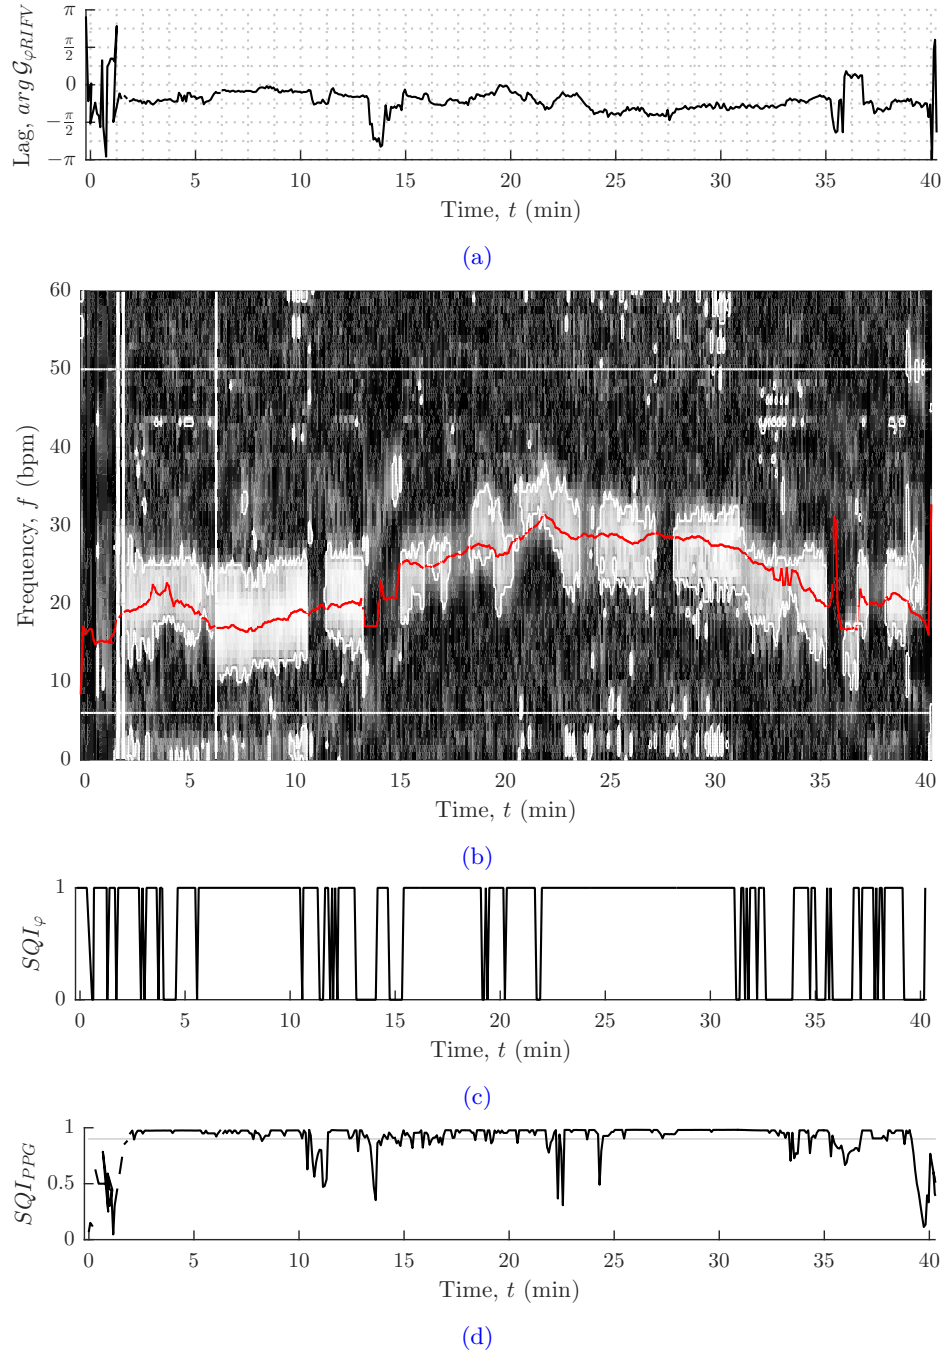 π
π/2
0
−π/2
−π
Lag, arg 𝒢φRIFV
0 5 10 15 20 25 30 35 40
Time, t (min)
(a)
60
50
40
30
20
10
0
Frequency, f (bpm)
0 5 10 15 20 25 30 35 40
Time, t (min)
(b)
1
0
SQIφ
0 5 10 15 20 25 30 35 40
Time, t (min)
(c)
1
0.5
0
SQIPPG
0 5 10 15 20 25 30 35 40
Time, t (min)
(d)